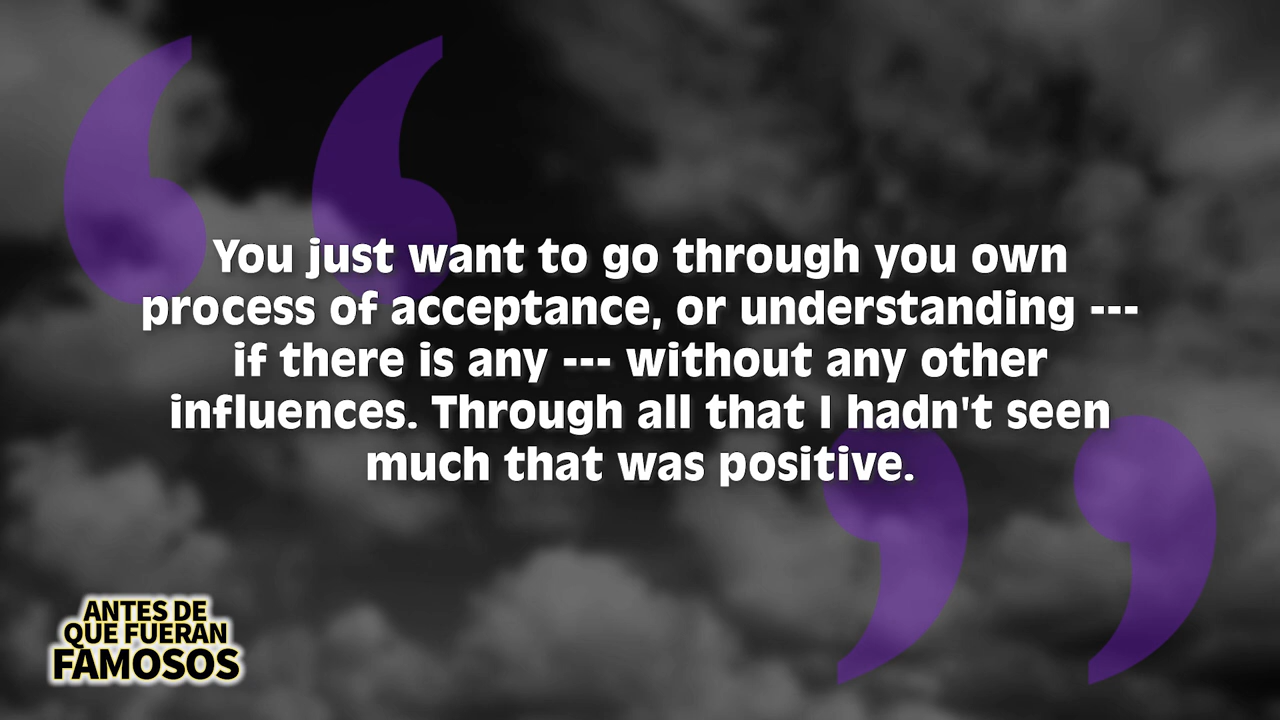 You just want to go through you own
process of acceptance, or understanding ---
if there is any --- without any other
influences. Through all that I hadn't seen
much that was positive.
ANTES DE
QUE FUERAN
FAMOSOS